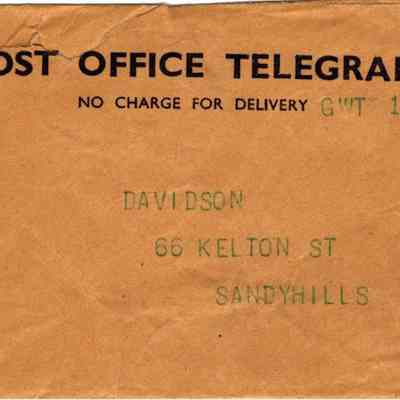 OST OFFICE TELEGRA
NO CHARGE FOR DELIVERY GWT 1
DAVIDSON
66 KELTON ST
SANDYHILLS